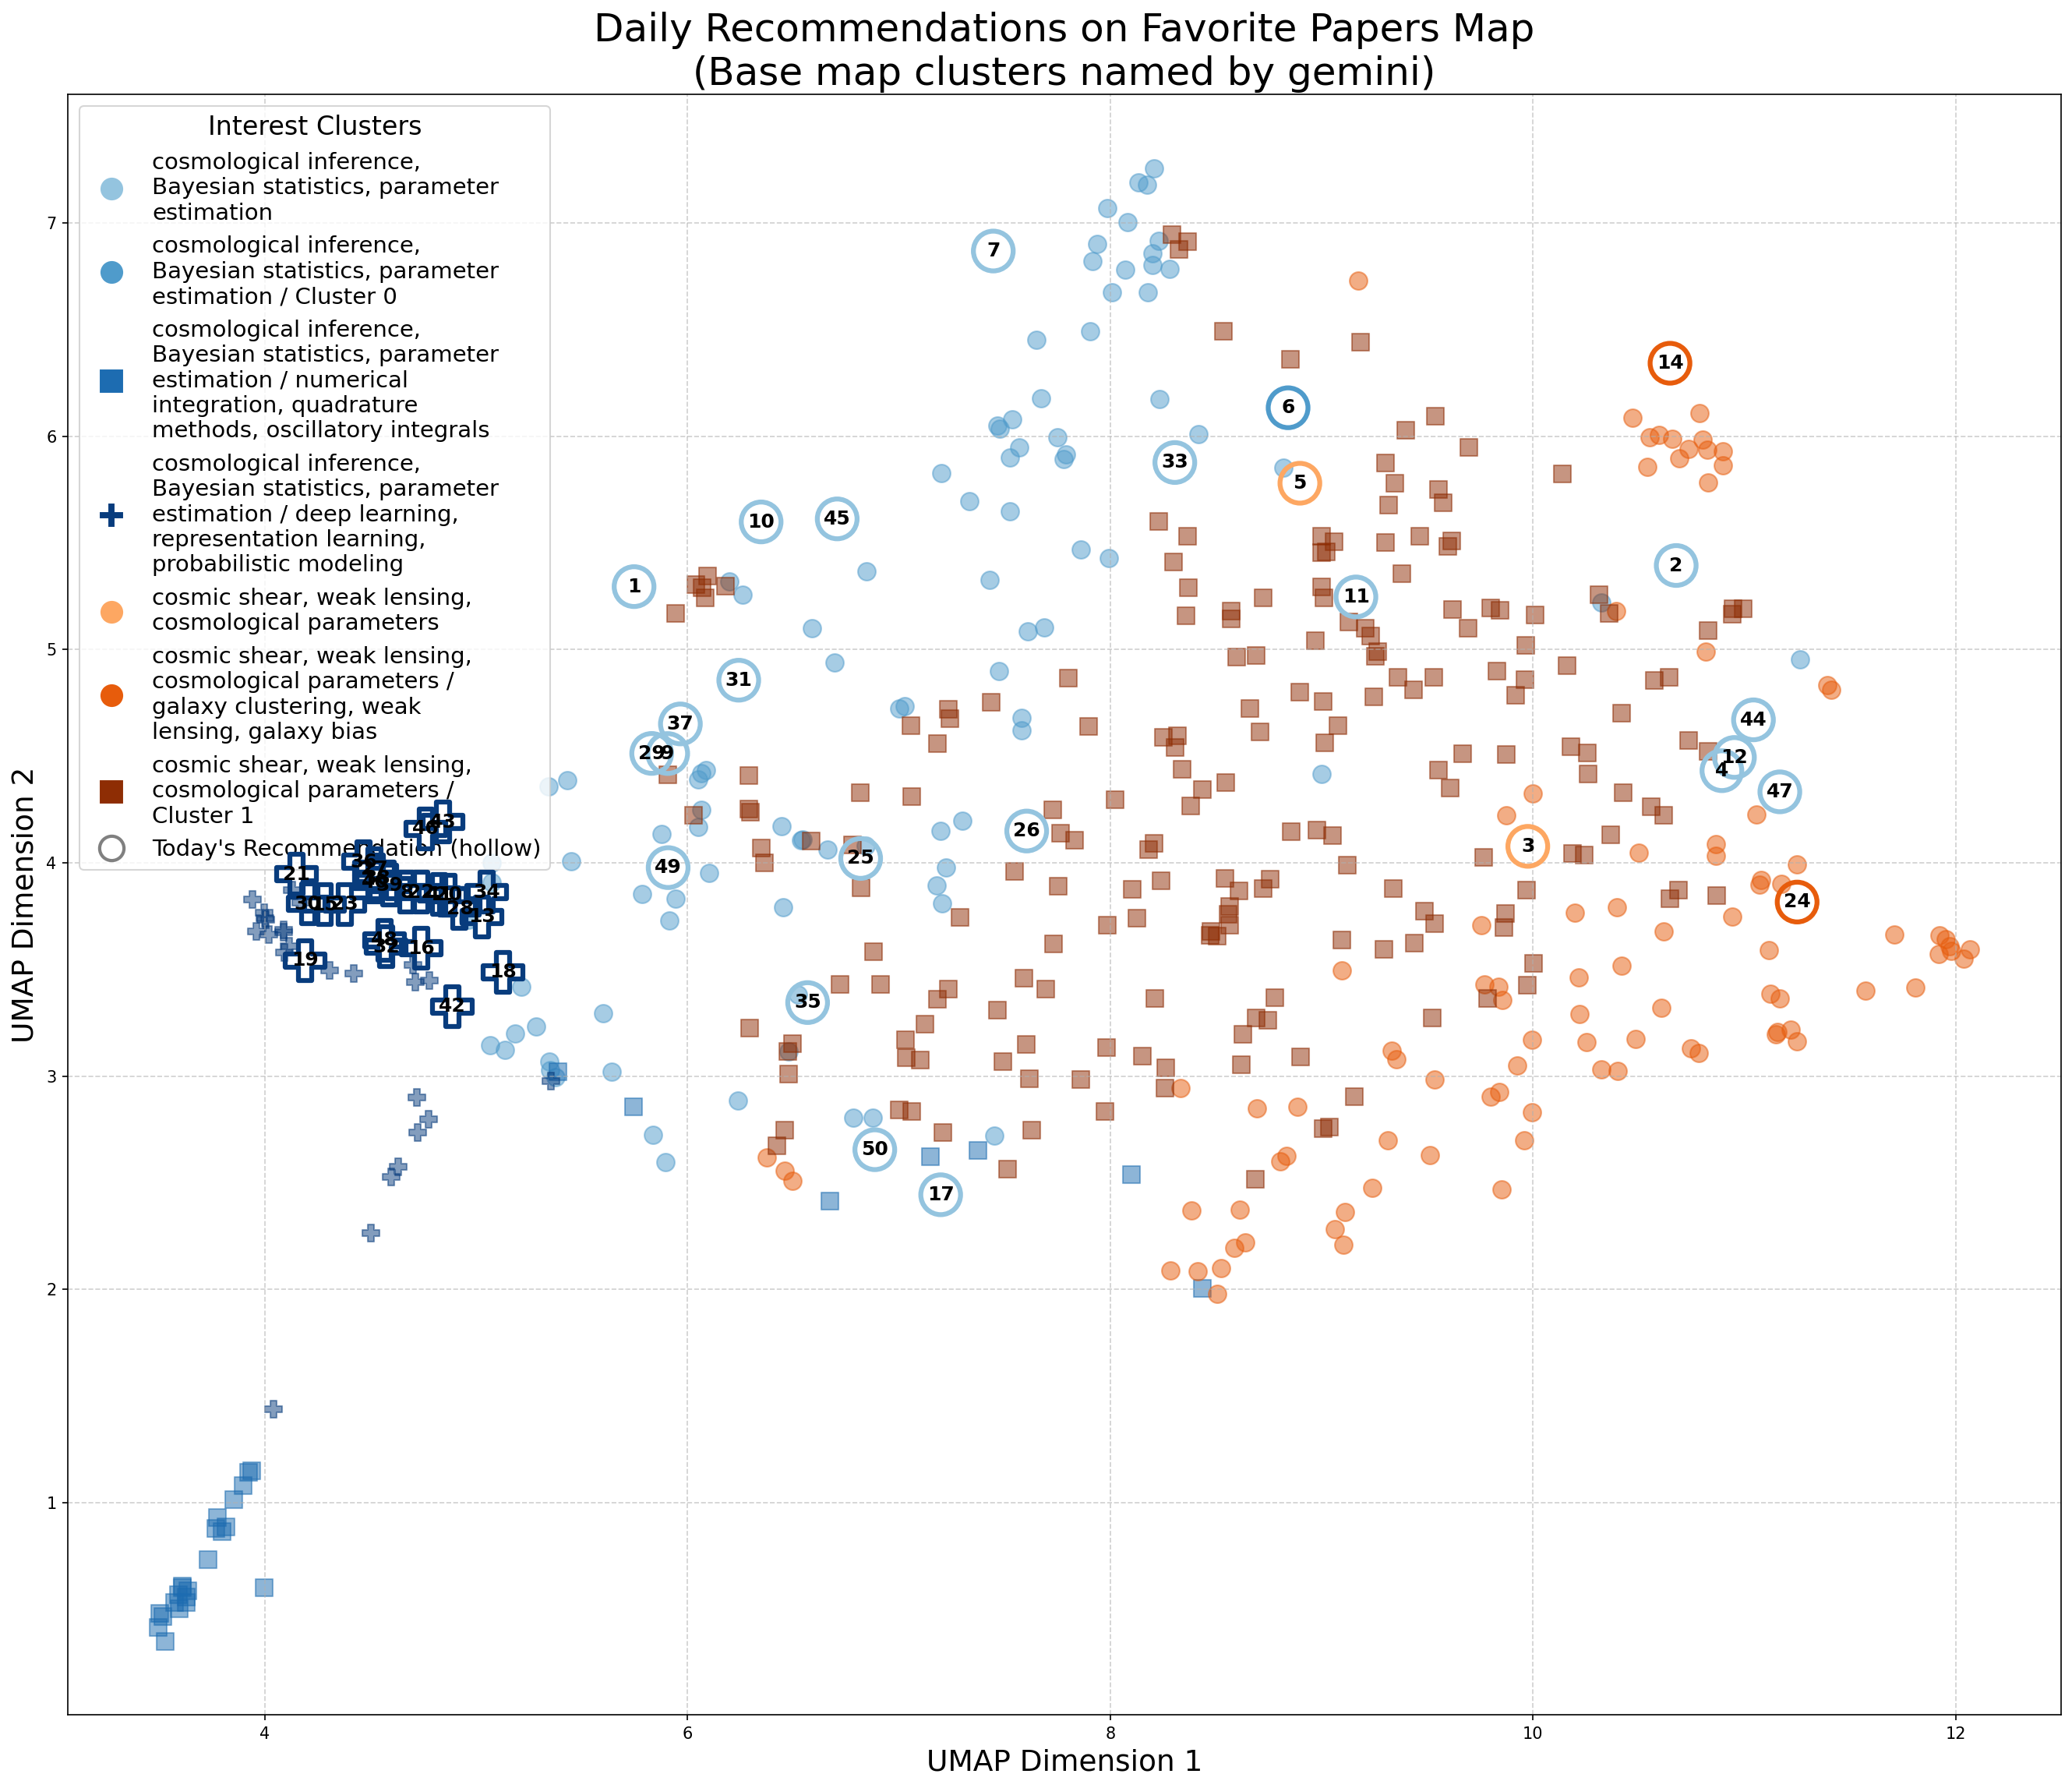 Daily Recommendations on Favorite Papers Map
(Base map clusters named by gemini)
Interest Clusters
cosmological inference,
Bayesian statistics, parameter
estimation
cosmological inference,
Bayesian statistics, parameter
estimation / Cluster 0
cosmological inference,
Bayesian statistics, parameter
estimation / numerical
integration, quadrature
methods, oscillatory integrals
cosmological inference,
Bayesian statistics, parameter
estimation / deep learning,
representation learning,
probabilistic modeling
cosmic shear, weak lensing,
cosmological parameters
cosmic shear, weak lensing,
cosmological parameters /
galaxy clustering, weak
lensing, galaxy bias
cosmic shear, weak lensing,
cosmological parameters /
Cluster 1
Today's Recommendation (hollow)
7
14
6
33
5
10
45
2
1
11
31
37
44
29
9
12
4
47
46
43
26
3
25
49
21
34
24
30
15
23
28
13
48
32
16
19
18
42
35
50
17
UMAP Dimension 2
7
6
5
4
3
2
1
4
6
8
10
12
UMAP Dimension 1